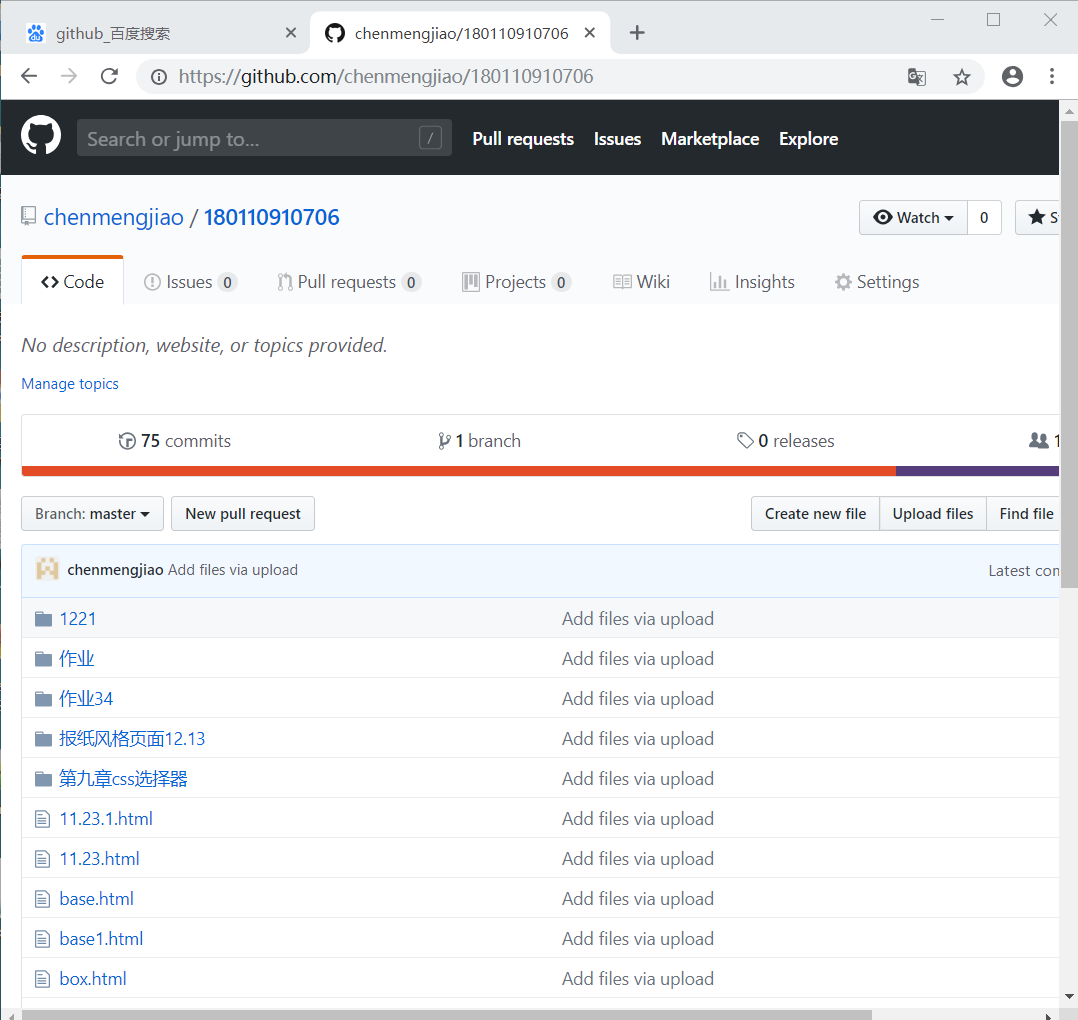 github_百度搜索
chenmengjiao/180110910706
https://github.com/chenmengjiao/180110910706
Search or jump to... /
Pull requests Issues Marketplace Explore
chenmengjiao / 180110910706
Watch 0
Code Issues 0 Pull requests 0 Projects 0 Wiki Insights Settings
No description, website, or topics provided.
Manage topics
75 commits 1 branch 0 releases 1
Branch: master New pull request Create new file Upload files Find file
chenmengjiao Add files via upload Latest
1221 Add files via upload
作业 Add files via upload
作业34 Add files via upload
报纸风格页面12.13 Add files via upload
第九章css选择器 Add files via upload
11.23.1.html Add files via upload
11.23.html Add files via upload
base.html Add files via upload
base1.html Add files via upload
box.html Add files via upload